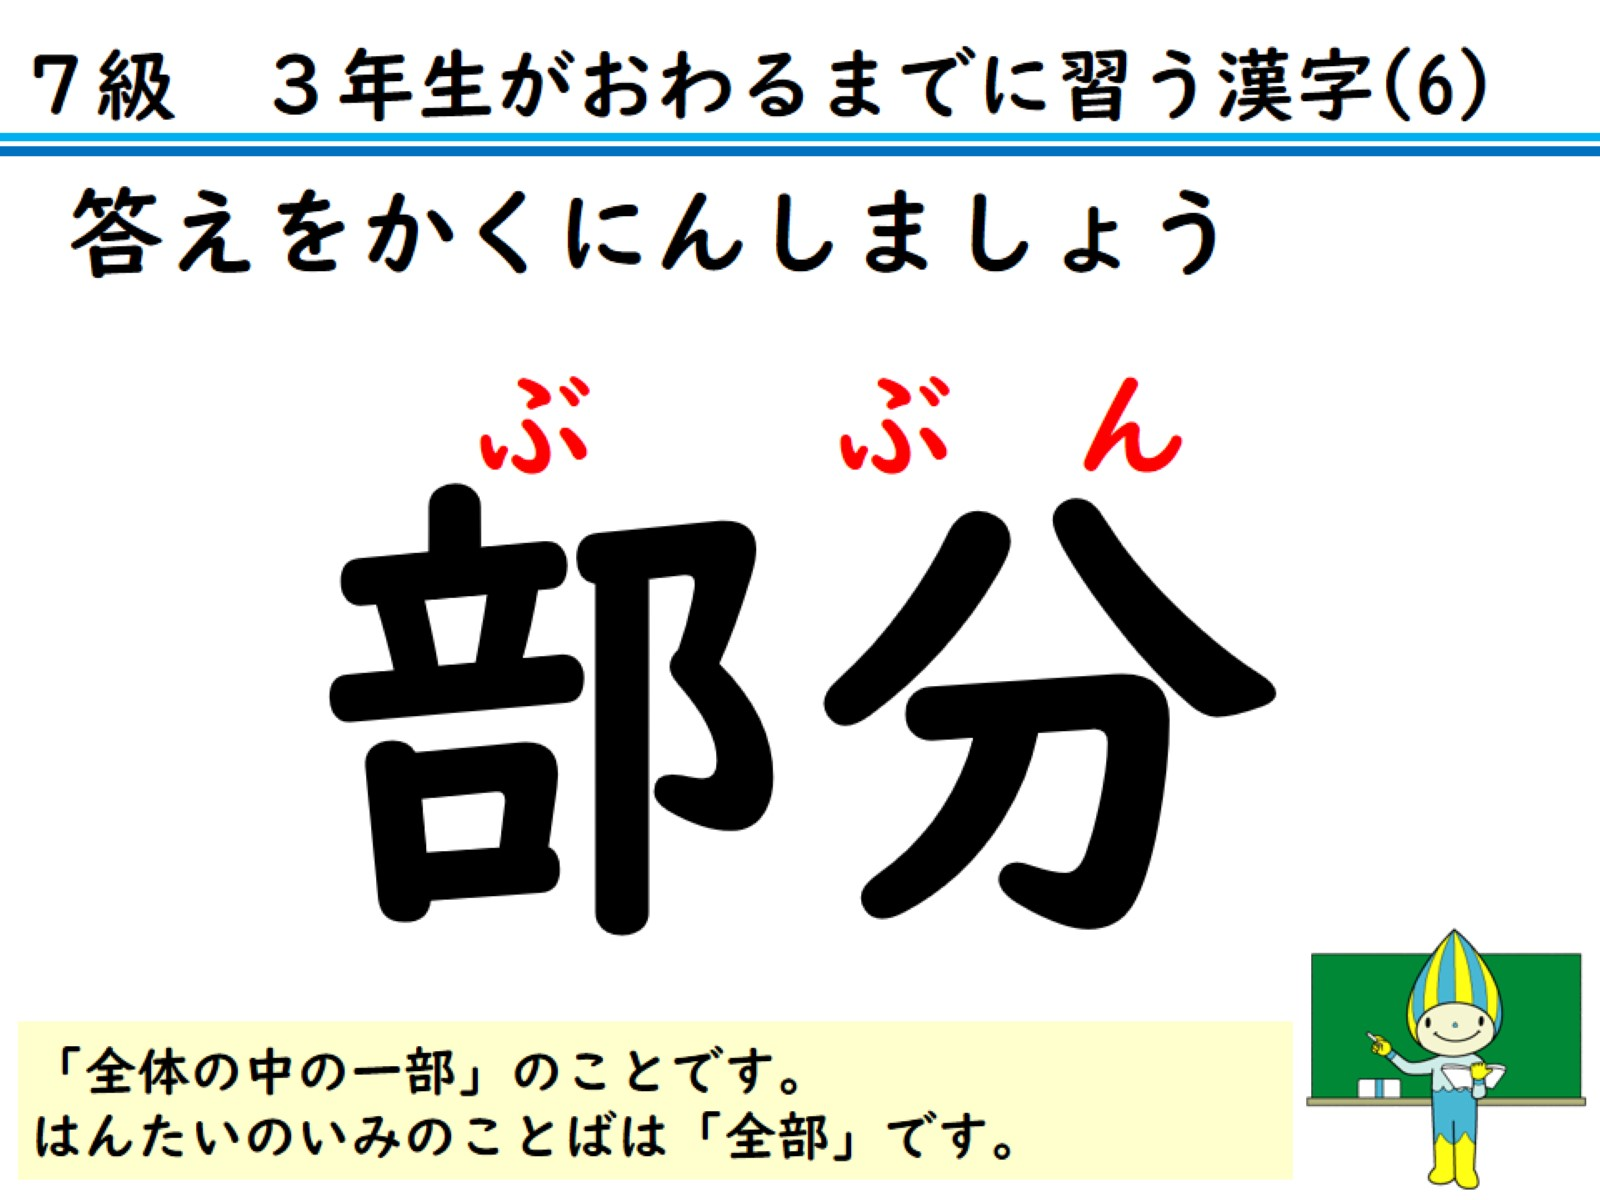 ７級　３年生がおわるまでに習う漢字(6)
答えをかくにんしましょう
ぶ ぶ ん
部分
「全体の中の一部」のことです。
はんたいのいみのことばは「全部」です。